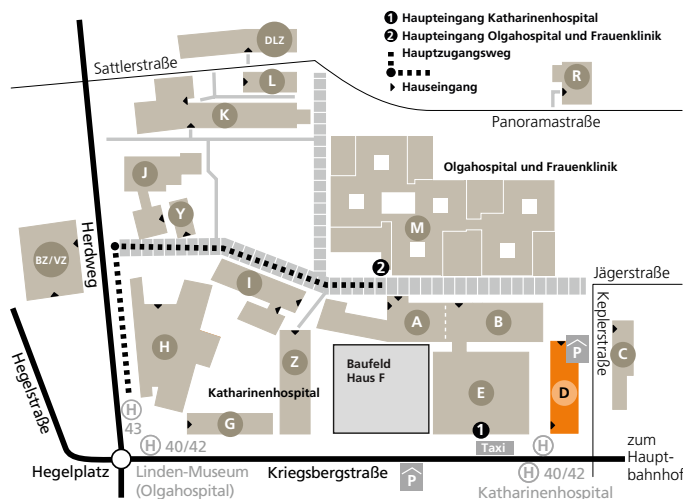 1 Haupteingang Katharinenhospital
2 Haupteingang Olgahospital und Frauenklinik
Hauptzugangsweg
Hauseingang
DLZ
Sattlerstraße
L
R
K
Panoramastraße
Olgahospital und Frauenklinik
J
Y
M
Herdweg
BZ/VZ
2
I
Jägerstraße
Keplerstraße
A
B
H
Z
P
C
Hegelstraße
Baufeld
Haus F
Katharinenhospital
E
D
H
43
G
1
H 40/42
Taxi
H
zum
Haupt-
bahnhof
Hegelplatz
Linden-Museum
(Olgahospital)
Kriegsbergstraße
P
H 40/42
Katharinenhospital